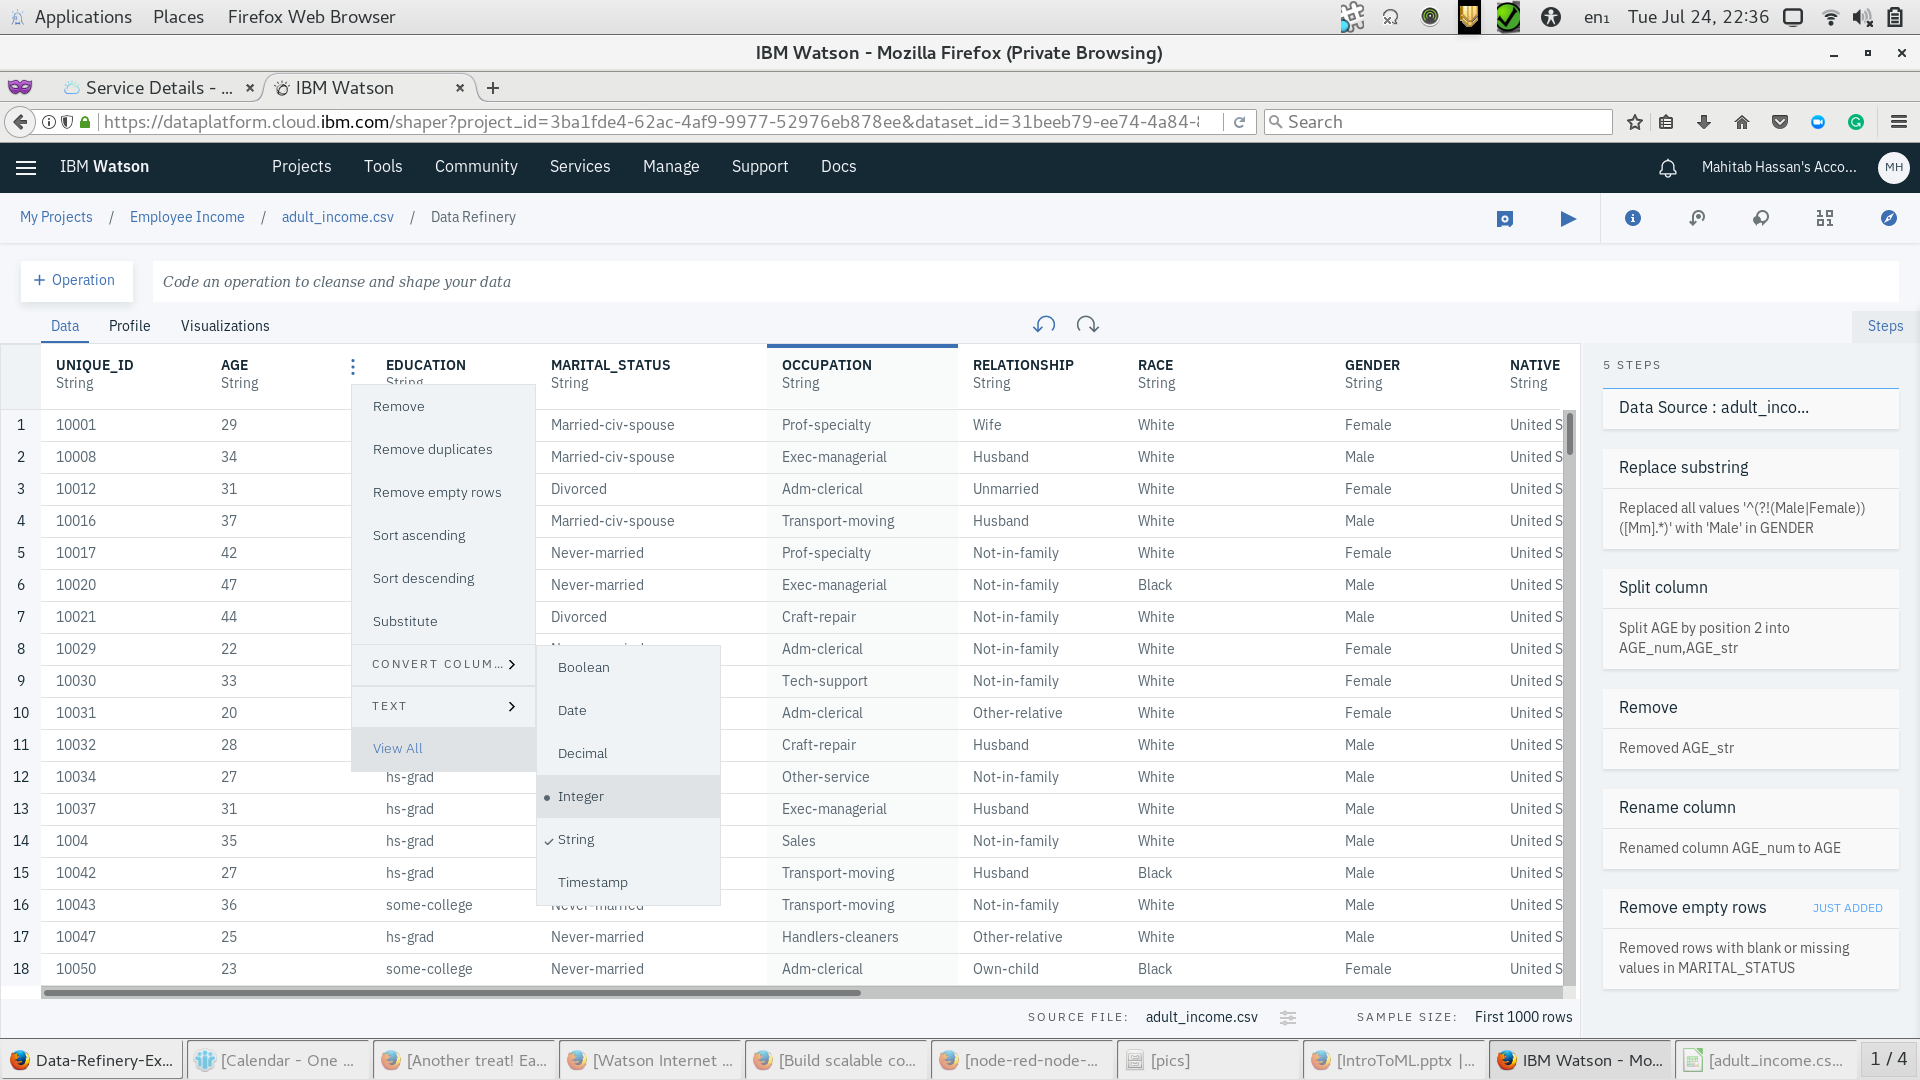 Applications Places Firefox Web Browser en₁ Tue Jul 24, 22:36
IBM Watson - Mozilla Firefox (Private Browsing)
Service Details - ... IBM Watson
https://dataplatform.cloud.ibm.com/shaper?project_id=3ba1fde4-62ac-4af9-9977-52976eb878ee&dataset_id=31beeb79-ee74-4a84- Search
IBM Watson Projects Tools Community Services Manage Support Docs Mahitab Hassan's Acco... MH
My Projects / Employee Income / adult_income.csv / Data Refinery
+ Operation Code an operation to cleanse and shape your data
Data Profile Visualizations Steps
UNIQUE_ID AGE EDUCATION MARITAL_STATUS OCCUPATION RELATIONSHIP RACE GENDER NATIVE
String String String String String String String String String
1 10001 29 Married-civ-spouse Prof-specialty Wife White Female United S
2 10008 34 Married-civ-spouse Exec-managerial Husband White Male United S
3 10012 31 Divorced Adm-clerical Unmarried White Female United S
4 10016 37 Married-civ-spouse Transport-moving Husband White Male United S
5 10017 42 Never-married Prof-specialty Not-in-family White Female United S
6 10020 47 Never-married Exec-managerial Not-in-family Black Male United S
7 10021 44 Divorced Craft-repair Not-in-family White Male United S
8 10029 22 Adm-clerical Not-in-family White Female United S
9 10030 33 Tech-support Not-in-family White Female United S
10 10031 20 Adm-clerical Other-relative White Female United S
11 10032 28 Craft-repair Husband White Male United S
12 10034 27 hs-grad Other-service Not-in-family White Male United S
13 10037 31 hs-grad Exec-managerial Husband White Male United S
14 1004 35 hs-grad Sales Not-in-family White Male United S
15 10042 27 hs-grad Transport-moving Husband Black Male United S
16 10043 36 some-college Never-married Transport-moving Not-in-family White Male United S
17 10047 25 hs-grad Never-married Handlers-cleaners Other-relative White Male United S
18 10050 23 some-college Never-married Adm-clerical Own-child Black Female United S
Remove
Remove duplicates
Remove empty rows
Sort ascending
Sort descending
Substitute
CONVERT COLUM...
TEXT
View All
Boolean
Date
Decimal
Integer
String
Timestamp
5 STEPS
Data Source : adult_inco...
Replace substring
Replaced all values '^(?!(Male|Female))
([Mm].*)' with 'Male' in GENDER
Split column
Split AGE by position 2 into
AGE_num,AGE_str
Remove
Removed AGE_str
Rename column
Renamed column AGE_num to AGE
Remove empty rows JUST ADDED
Removed rows with blank or missing
values in MARITAL_STATUS
SOURCE FILE: adult_income.csv SAMPLE SIZE: First 1000 rows
Data-Refinery-Ex... [Calendar - One ... [Another treat! Ea... [Watson Internet ... [Build scalable co... [node-red-node-... [pics] [IntroToML.pptx |... IBM Watson - Mo... [adult_income.cs... 1 / 4